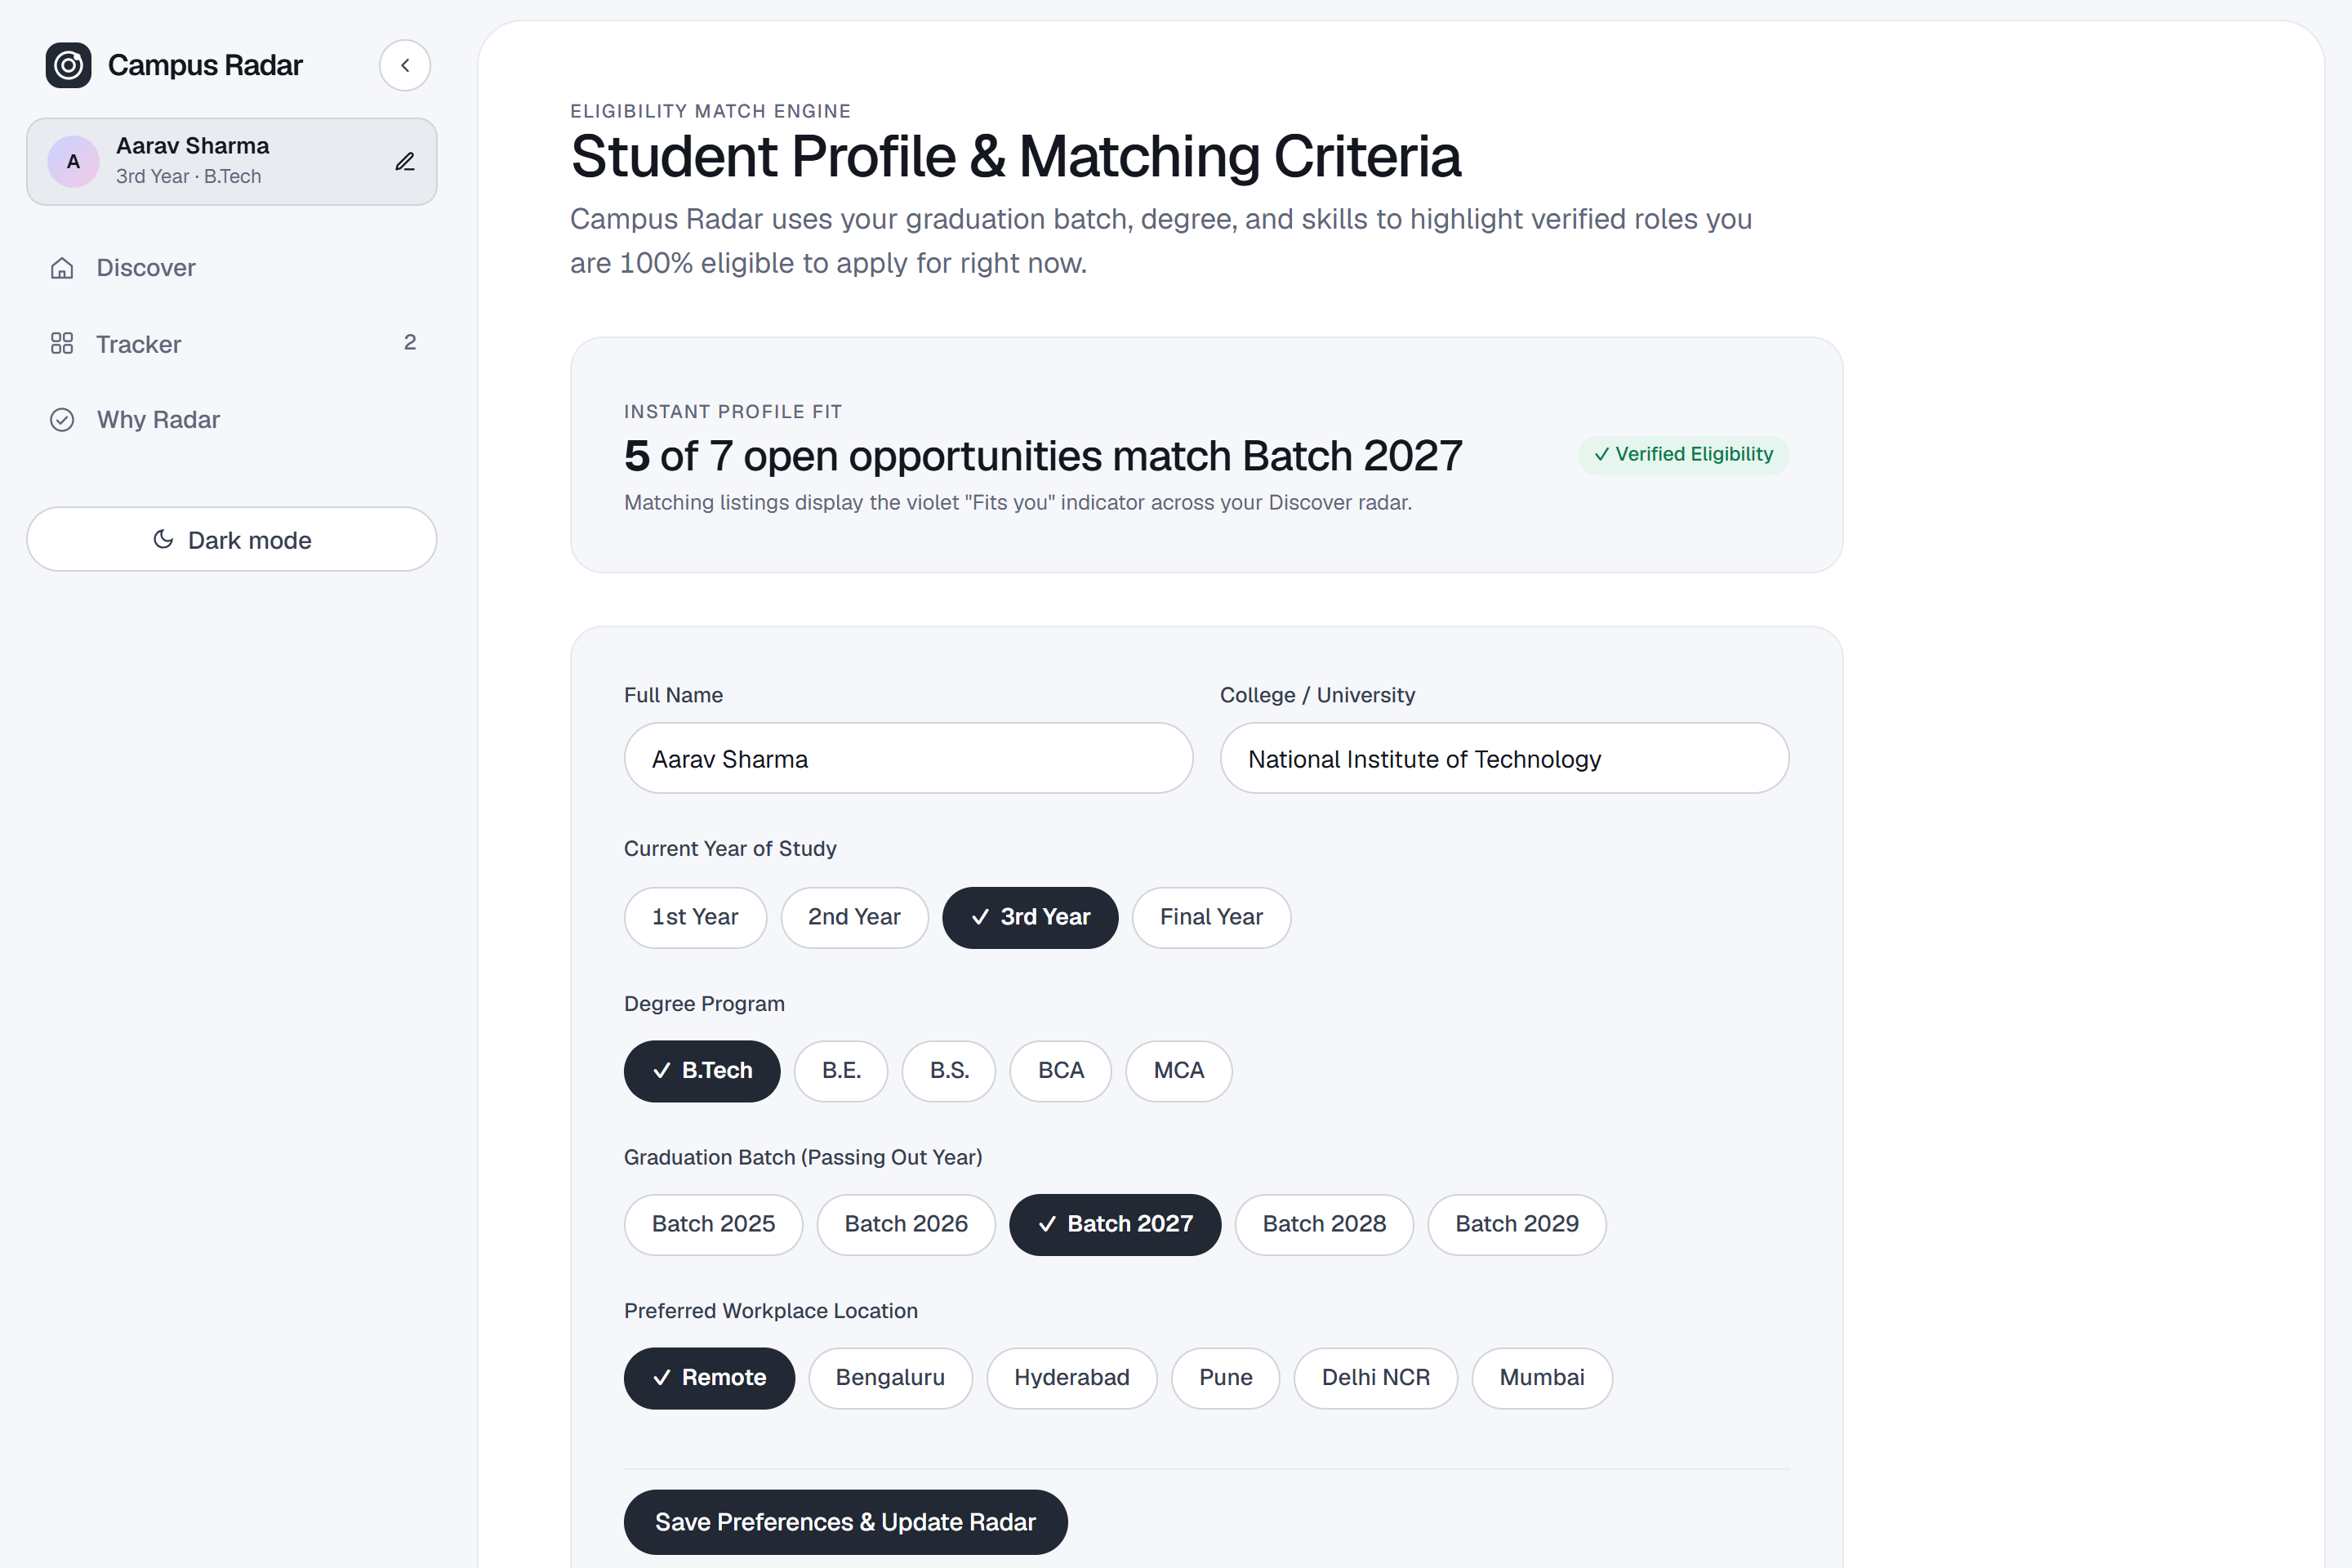 Campus Radar
A
Aarav Sharma
3rd Year · B.Tech
Discover
Tracker 2
Why Radar
Dark mode
ELIGIBILITY MATCH ENGINE
Student Profile & Matching Criteria
Campus Radar uses your graduation batch, degree, and skills to highlight verified roles you
are 100% eligible to apply for right now.
INSTANT PROFILE FIT
5 of 7 open opportunities match Batch 2027
✓ Verified Eligibility
Matching listings display the violet "Fits you" indicator across your Discover radar.
Full Name
Aarav Sharma
College / University
National Institute of Technology
Current Year of Study
1st Year 2nd Year ✓ 3rd Year Final Year
Degree Program
✓ B.Tech B.E. B.S. BCA MCA
Graduation Batch (Passing Out Year)
Batch 2025 Batch 2026 ✓ Batch 2027 Batch 2028 Batch 2029
Preferred Workplace Location
✓ Remote Bengaluru Hyderabad Pune Delhi NCR Mumbai
Save Preferences & Update Radar